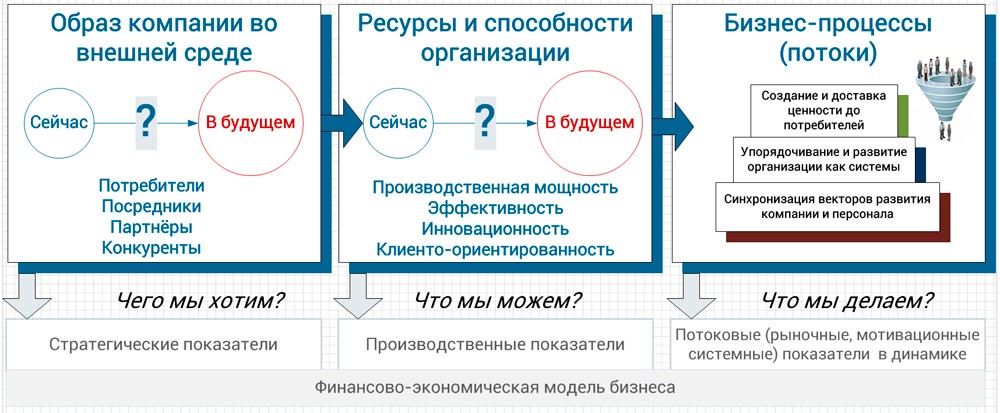 Образ компании во
внешней среде
Сейчас
?
В будущем
Потребители
Посредники
Партнёры
Конкуренты
Ресурсы и способности
организации
Сейчас
?
В будущем
Производственная мощность
Эффективность
Инновационность
Клиенто-ориентированность
Бизнес-процессы
(потоки)
Создание и доставка
ценности до
потребителей
Упорядочивание и развитие
организации как системы
Синхронизация векторов развития
компании и персонала
Чего мы хотим?
Что мы можем?
Что мы делаем?
Стратегические показатели
Производственные показатели
Потоковые (рыночные, мотивационные
системные) показатели в динамике
Финансово-экономическая модель бизнеса